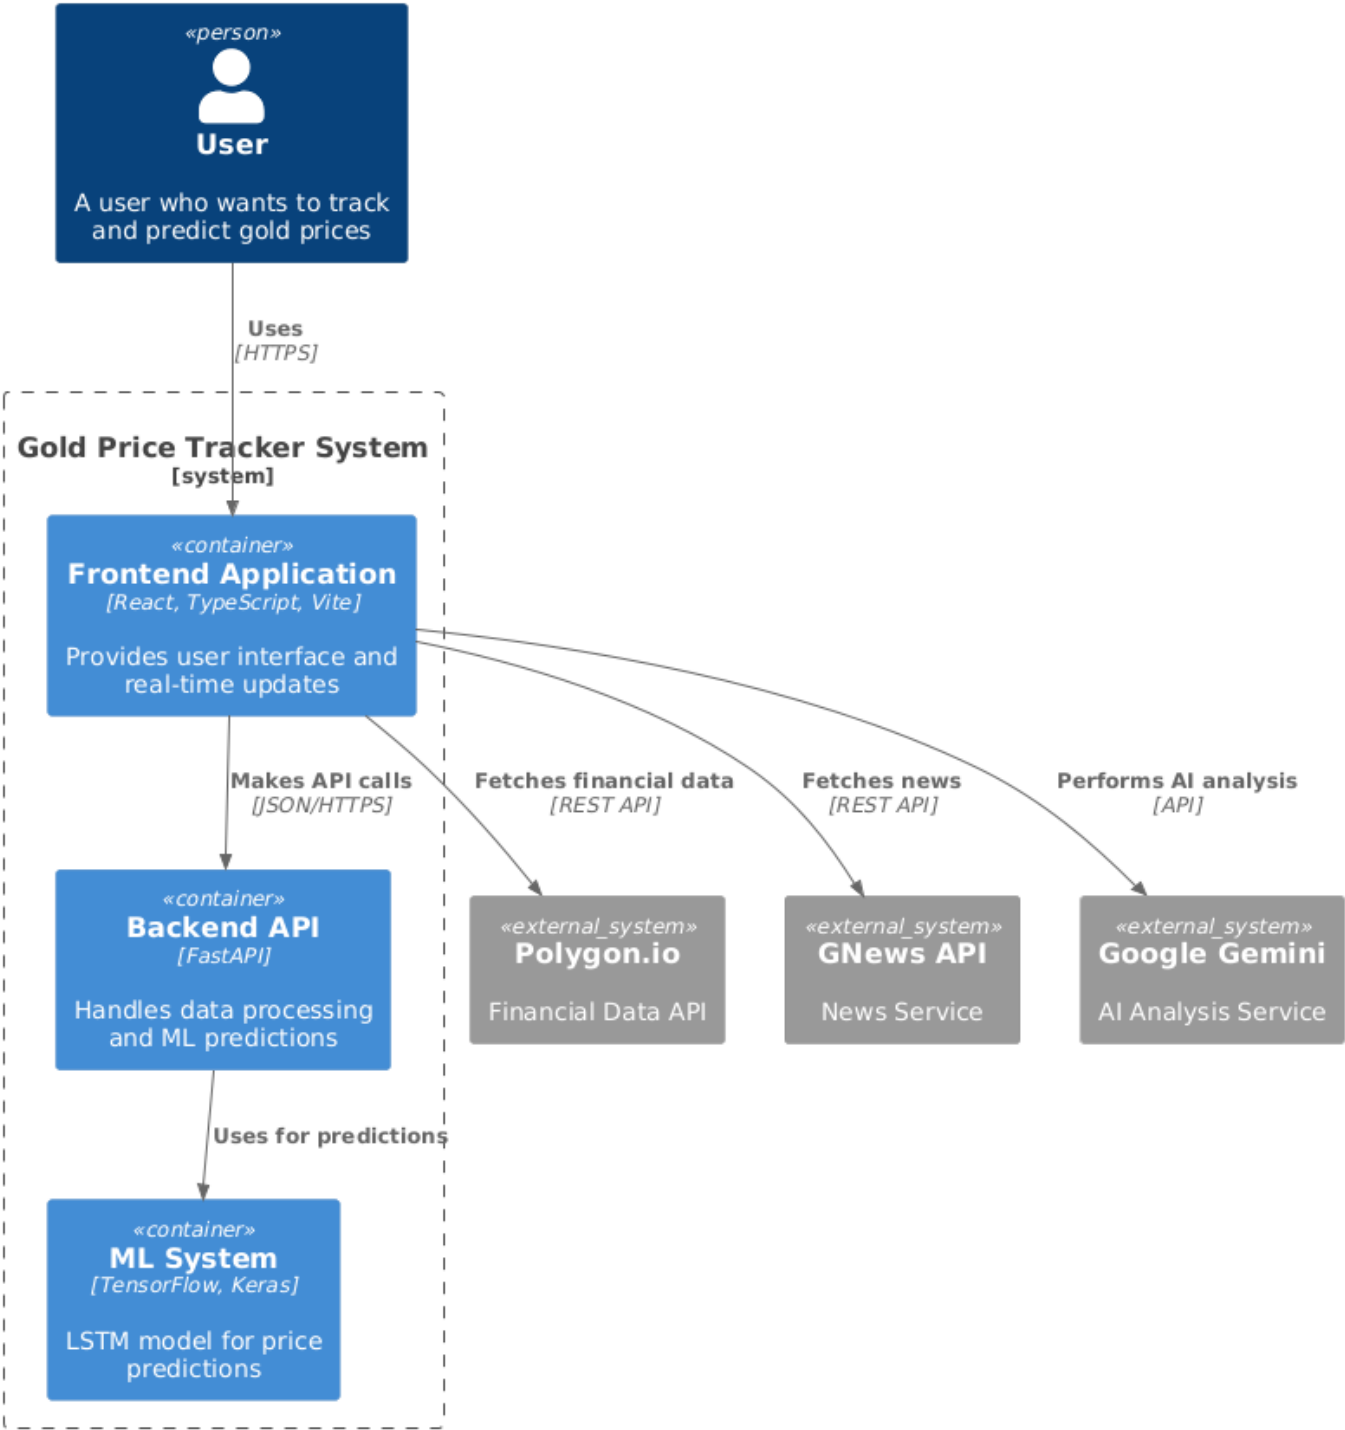 «person»
User
A user who wants to track
and predict gold prices
Uses
[HTTPS]
Gold Price Tracker System
[system]
«container»
Frontend Application
[React, TypeScript, Vite]
Provides user interface and
real-time updates
Makes API calls
[JSON/HTTPS]
Fetches financial data
[REST API]
Fetches news
[REST API]
Performs AI analysis
[API]
«container»
Backend API
[FastAPI]
Handles data processing
and ML predictions
«external_system»
Polygon.io
Financial Data API
«external_system»
GNews API
News Service
«external_system»
Google Gemini
AI Analysis Service
Uses for predictions
«container»
ML System
[TensorFlow, Keras]
LSTM model for price
predictions